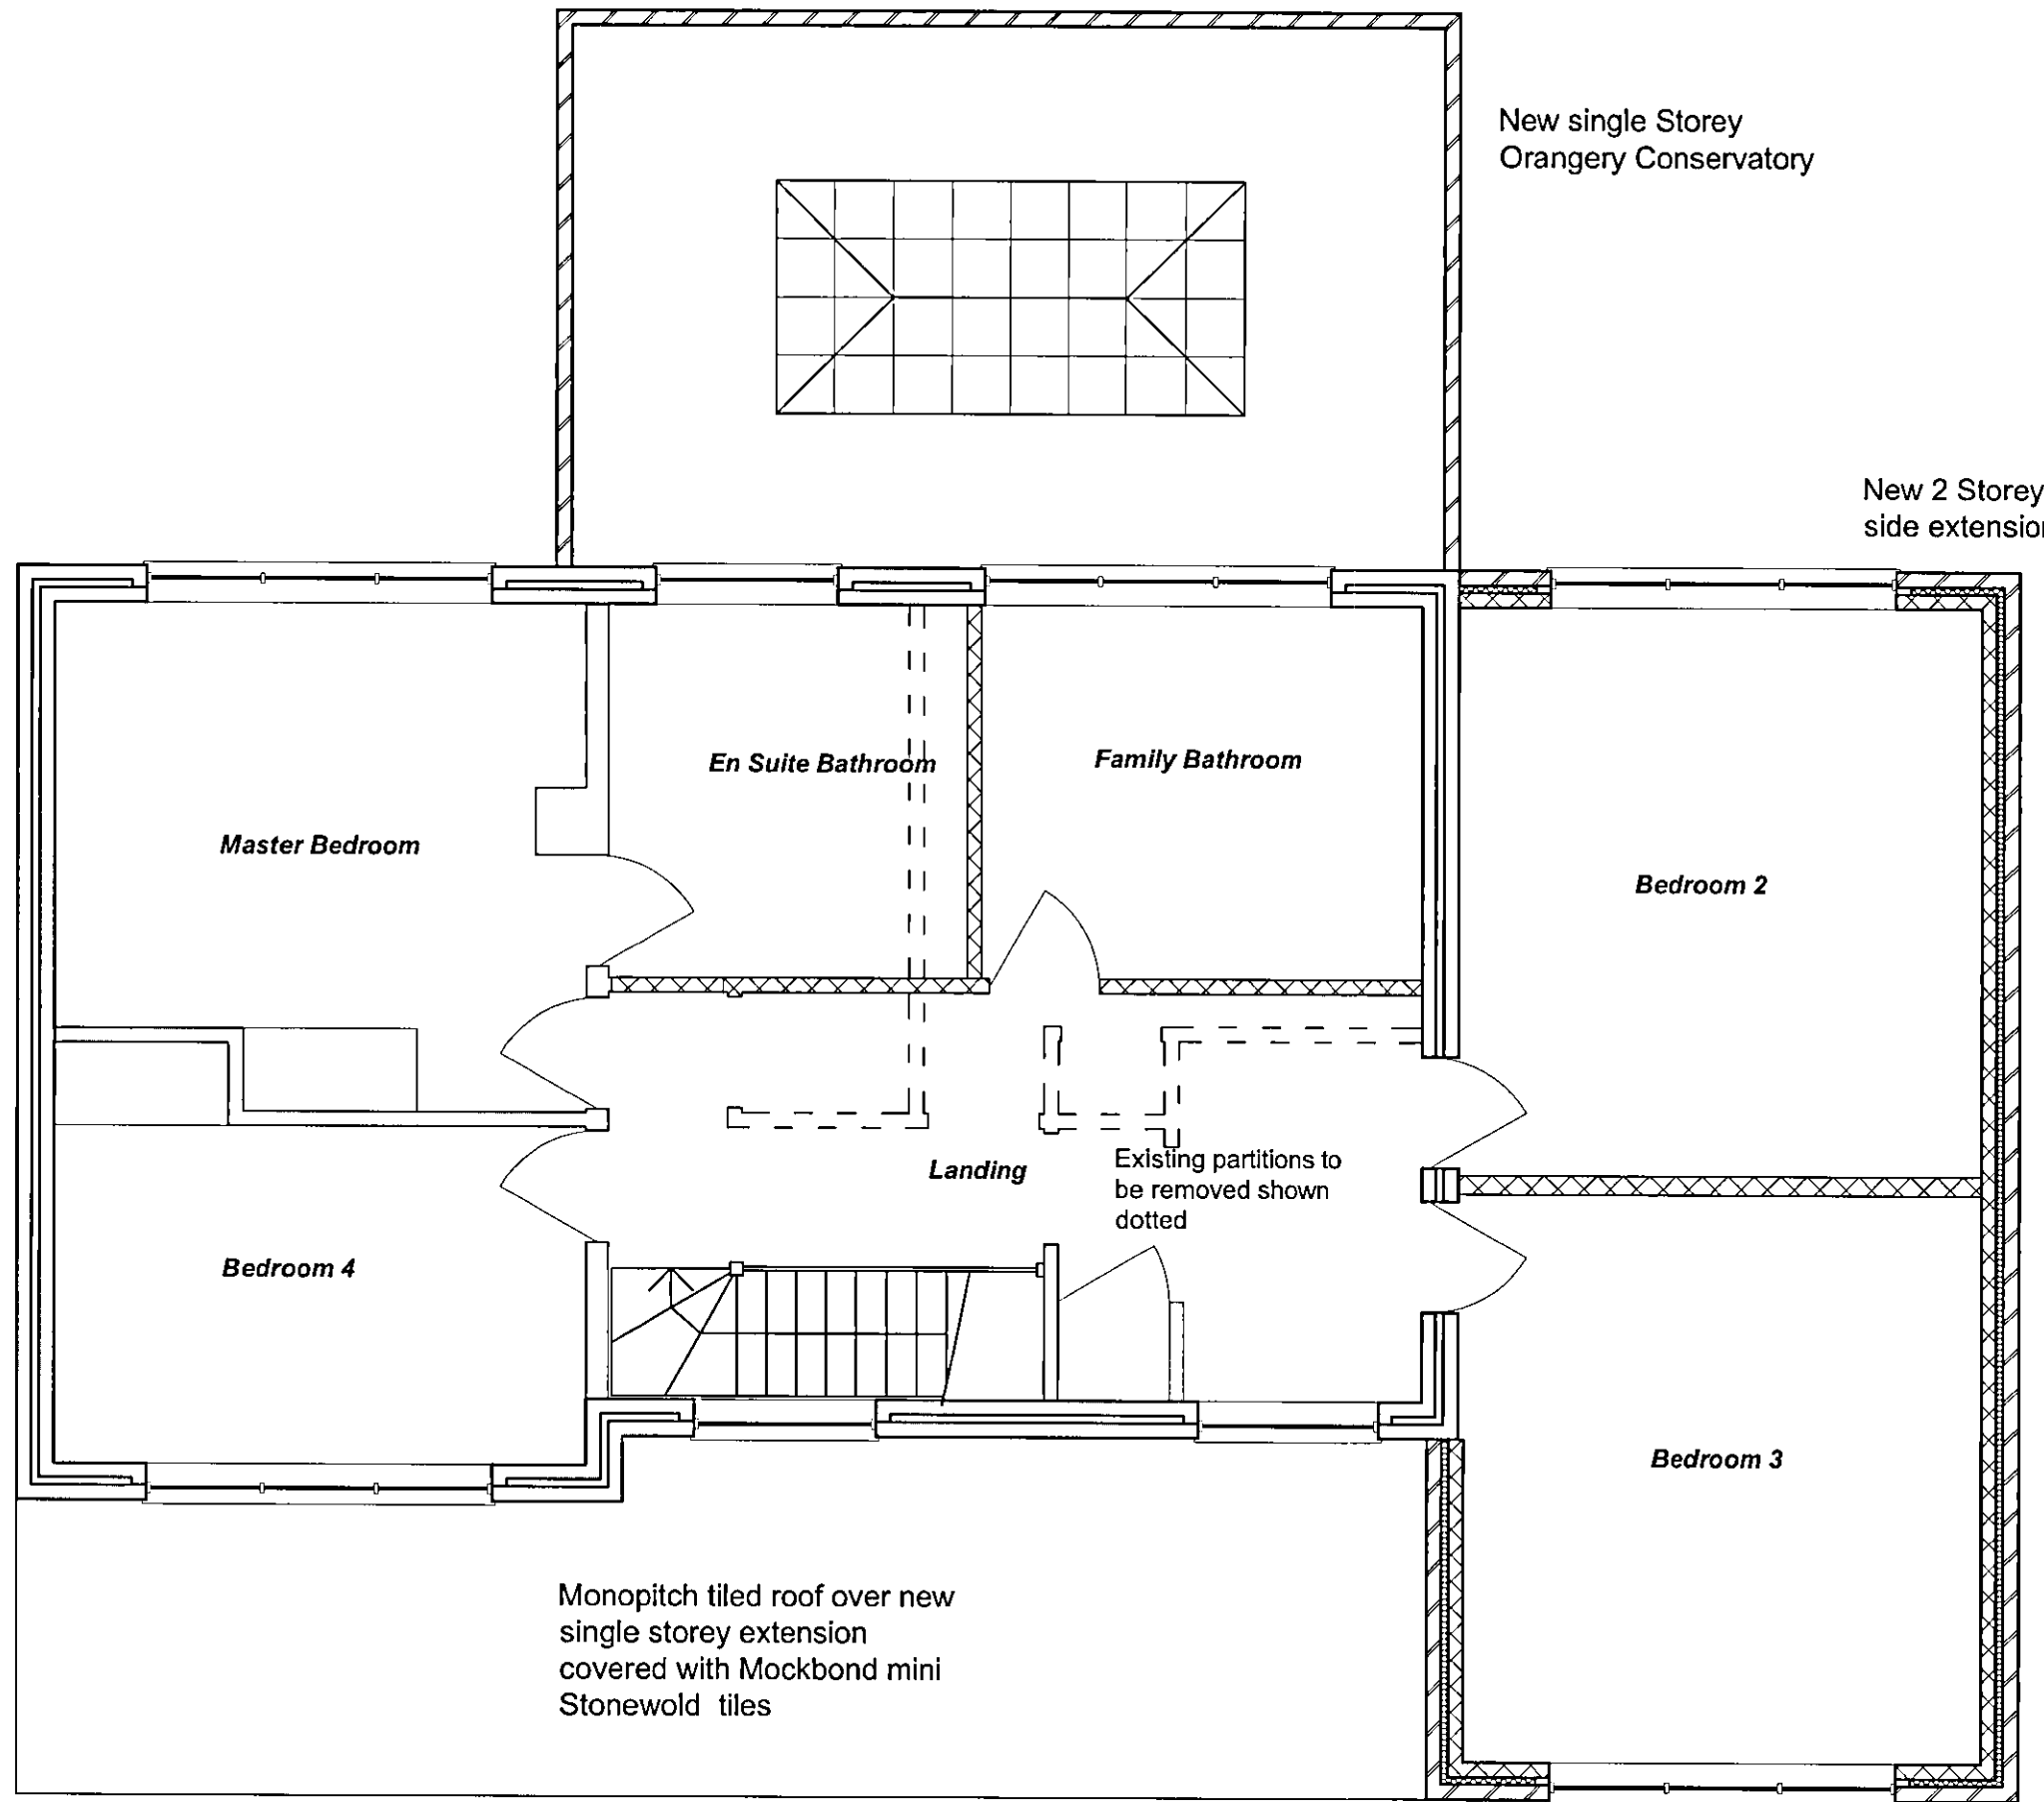 New single Storey
Orangery Conservatory
New 2 Storey
side extension
En Suite Bathroom
Family Bathroom
Master Bedroom
Bedroom 2
Landing
Existing partitions to
be removed shown
dotted
Bedroom 4
Bedroom 3
Monopitch tiled roof over new
single storey extension
covered with Mockbond mini
Stonewold tiles